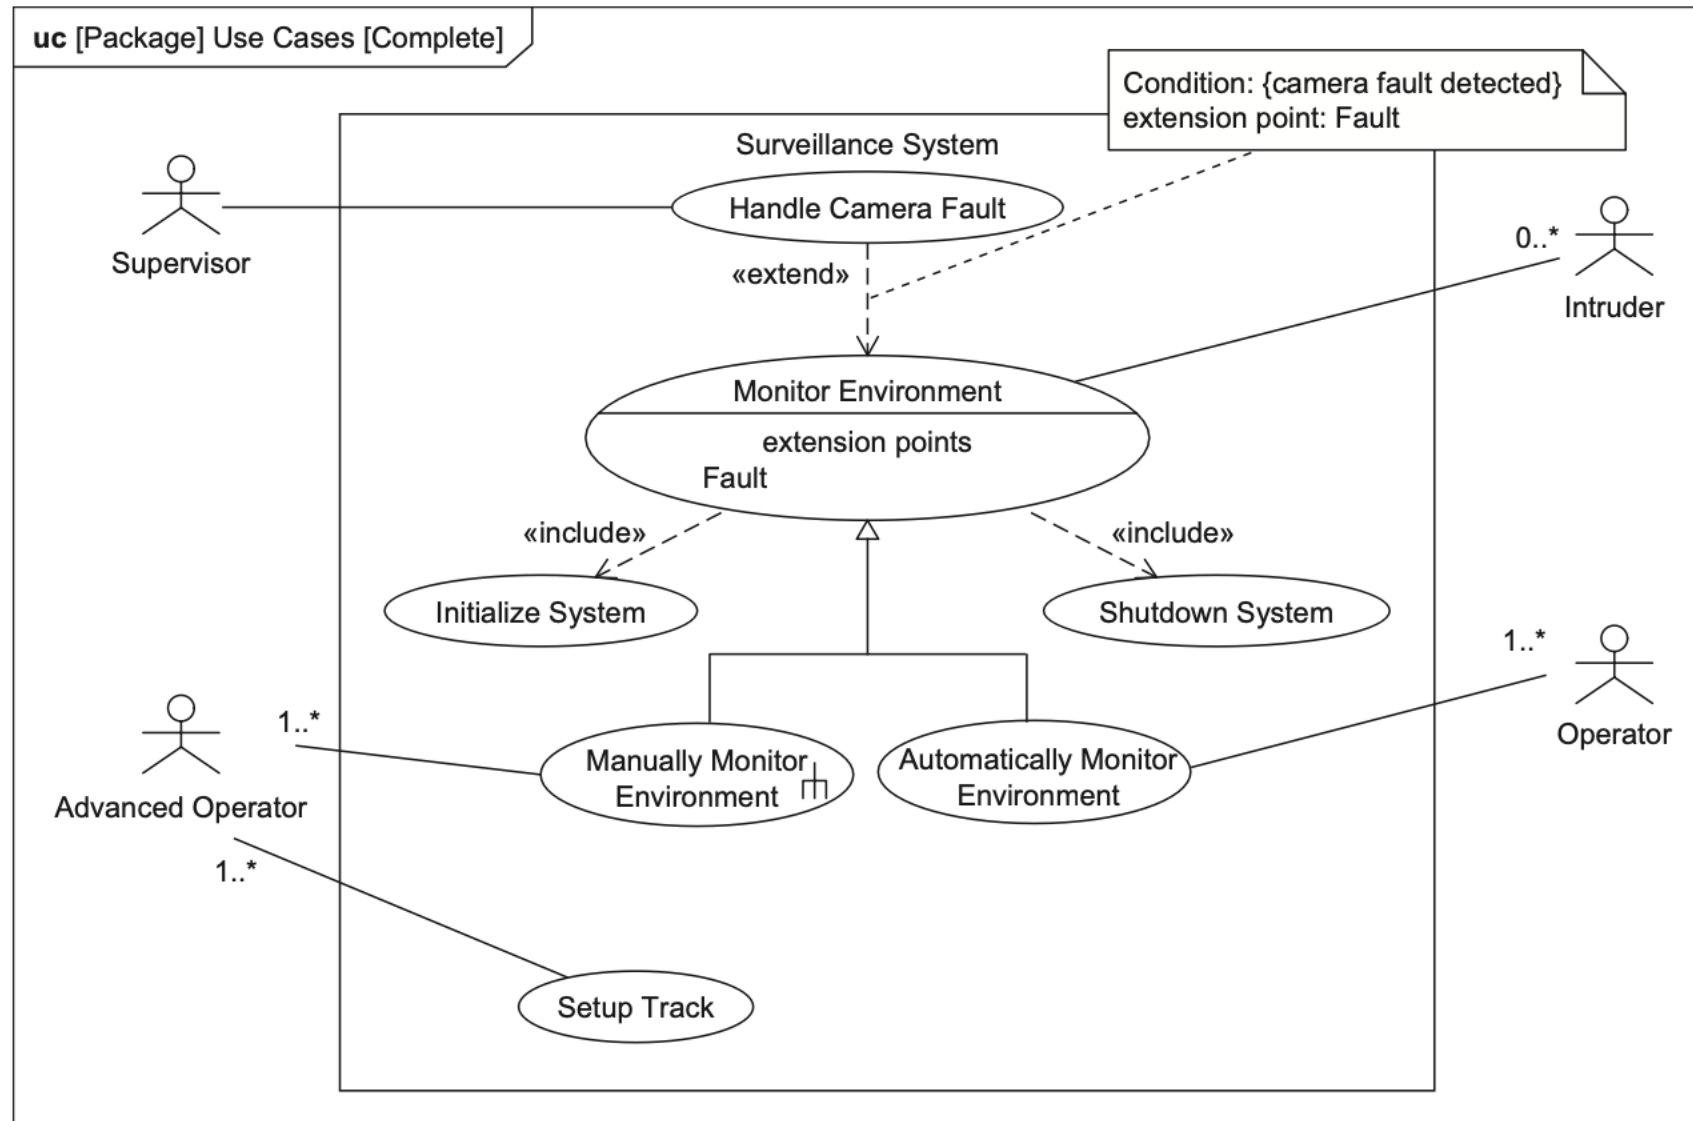 uc [Package] Use Cases [Complete]
Condition: {camera fault detected}
extension point: Fault
Surveillance System
Handle Camera Fault
Supervisor
«extend»
0..*
Intruder
Monitor Environment
extension points
Fault
«include»
«include»
Initialize System
Shutdown System
1..*
Operator
1..*
Advanced Operator
Manually Monitor
Environment
Automatically Monitor
Environment
1..*
Setup Track